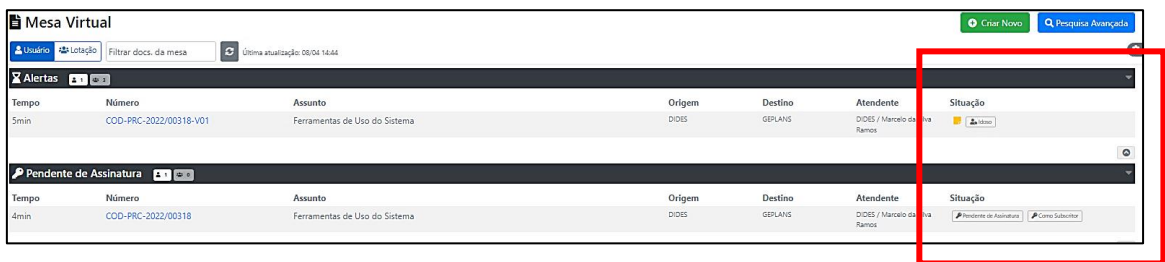 Mesa Virtual
Criar Novo Pesquisa Avançada
Usuário Lotação Filtrar docs. da mesa Última atualização: 08/04 14:44
Alertas 1 3
Tempo Número Assunto Origem Destino Atendente Situação
5min COD-PRC-2022/00318-V01 Ferramentas de Uso do Sistema DIDES GEPLANS DIDES / Marcelo da Silva Idoso
Ramos
Pendente de Assinatura 1 0
Tempo Número Assunto Origem Destino Atendente Situação
4min COD-PRC-2022/00318 Ferramentas de Uso do Sistema DIDES GEPLANS DIDES / Marcelo da Silva Pendente de Assinatura Como Subscritor
Ramos